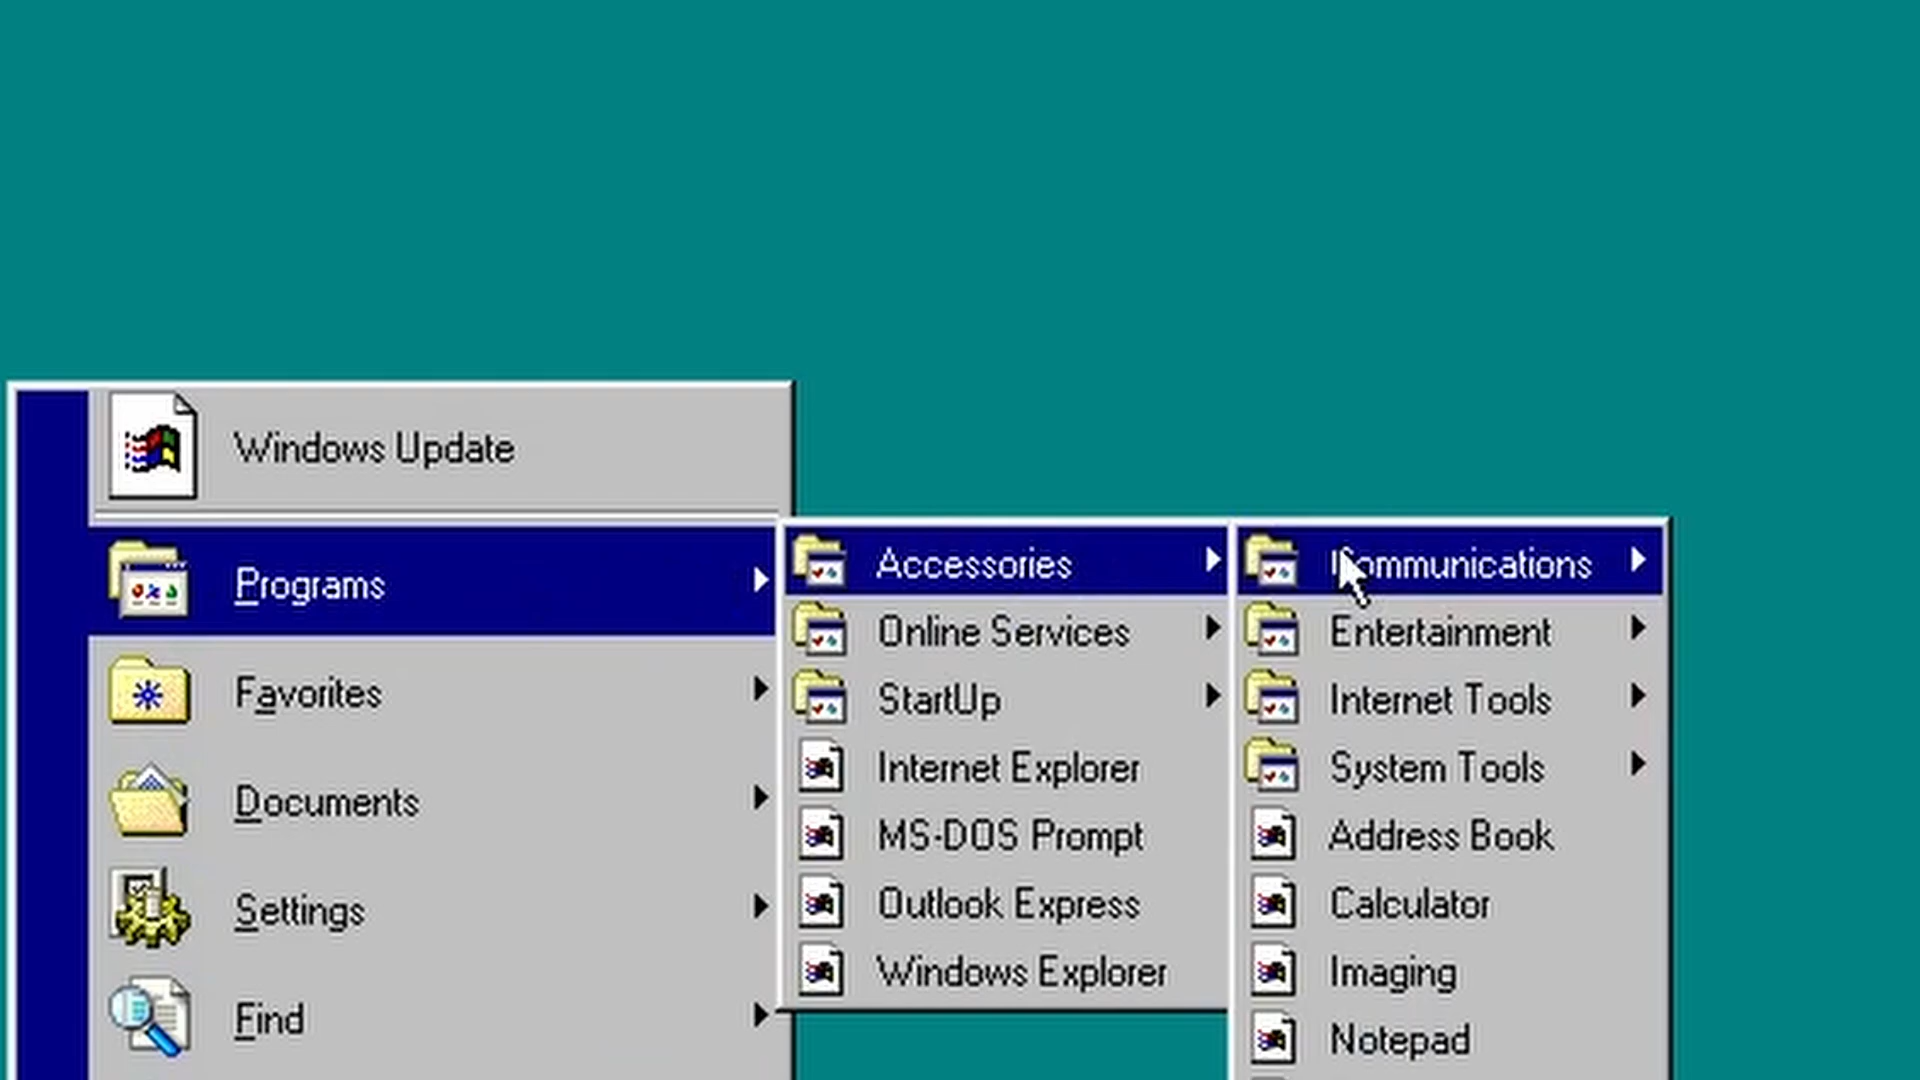 Windows Update
Programs
Favorites
Documents
Settings
Find
Accessories
Online Services
StartUp
Internet Explorer
MS-DOS Prompt
Outlook Express
Windows Explorer
Communications
Entertainment
Internet Tools
System Tools
Address Book
Calculator
Imaging
Notepad